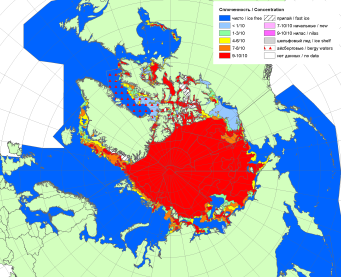 Сплоченность / Concentration
чисто / ice free
припай / fast ice
< 1/10
7-10/10 начальные / new
1-3/10
9-10/10 нилас / nilas
4-6/10
шельфовый лед / ice shelf
7-8/10
айсберговые / bergy waters
9-10/10
нет данных / no data